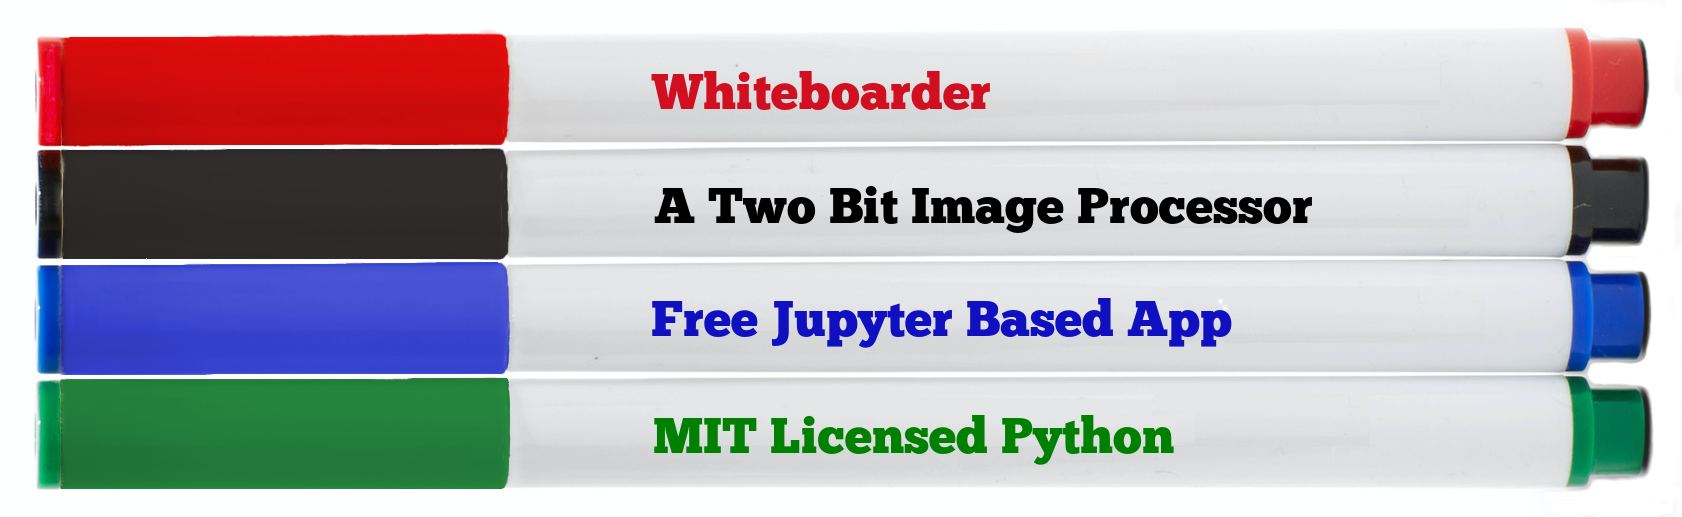 Whiteboarder
A Two Bit Image Processor
Free Jupyter Based App
MIT Licensed Python